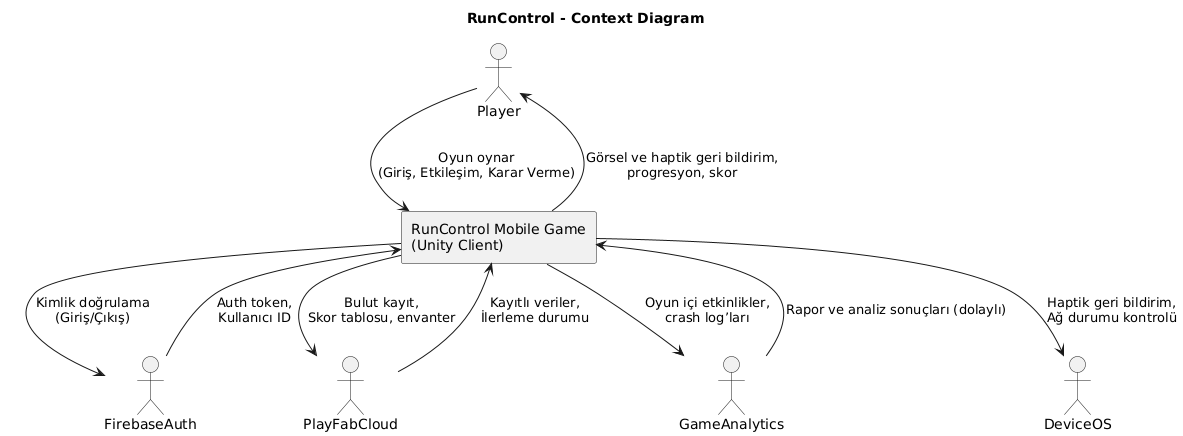 RunControl - Context Diagram
Player
Oyun oynar
(Giriş, Etkileşim, Karar Verme)
Görsel ve haptik geri bildirim,
progresyon, skor
RunControl Mobile Game
(Unity Client)
Kimlik doğrulama
(Giriş/Çıkış)
Auth token,
Kullanıcı ID
Bulut kayıt,
Skor tablosu, envanter
Kayıtlı veriler,
İlerleme durumu
Oyun içi etkinlikler,
crash log’ları
Rapor ve analiz sonuçları (dolaylı)
Haptik geri bildirim,
Ağ durumu kontrolü
FirebaseAuth
PlayFabCloud
GameAnalytics
DeviceOS